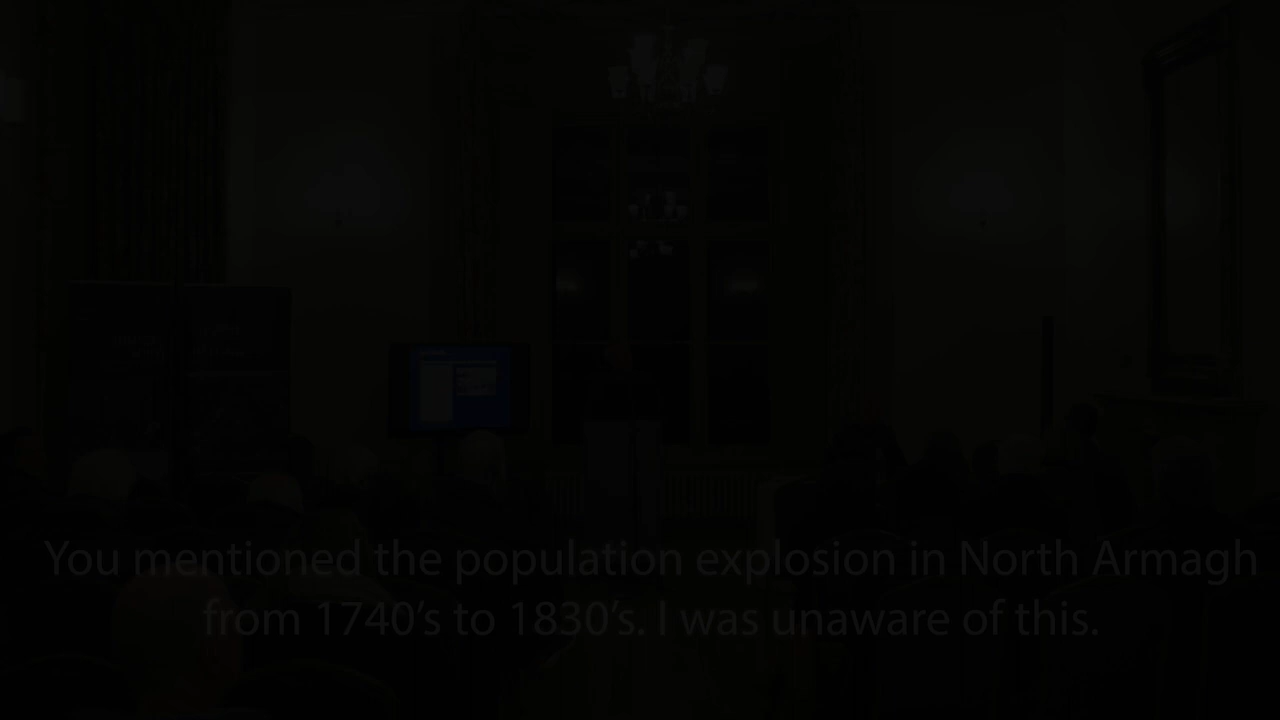 You mentioned the population explosion in North Armagh
from 1740’s to 1830’s. I was unaware of this.